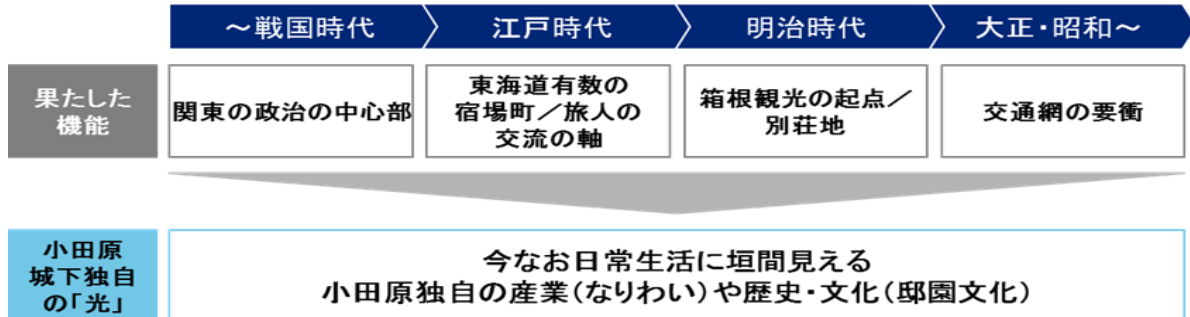 ～戦国時代
江戸時代
明治時代
大正・昭和～
果たした
機能
関東の政治の中心部
東海道有数の
宿場町／旅人の
交流の軸
箱根観光の起点／
別荘地
交通網の要衝
小田原
城下独自
の「光」
今なお日常生活に垣間見える
小田原独自の産業（なりわい）や歴史・文化（邸園文化）